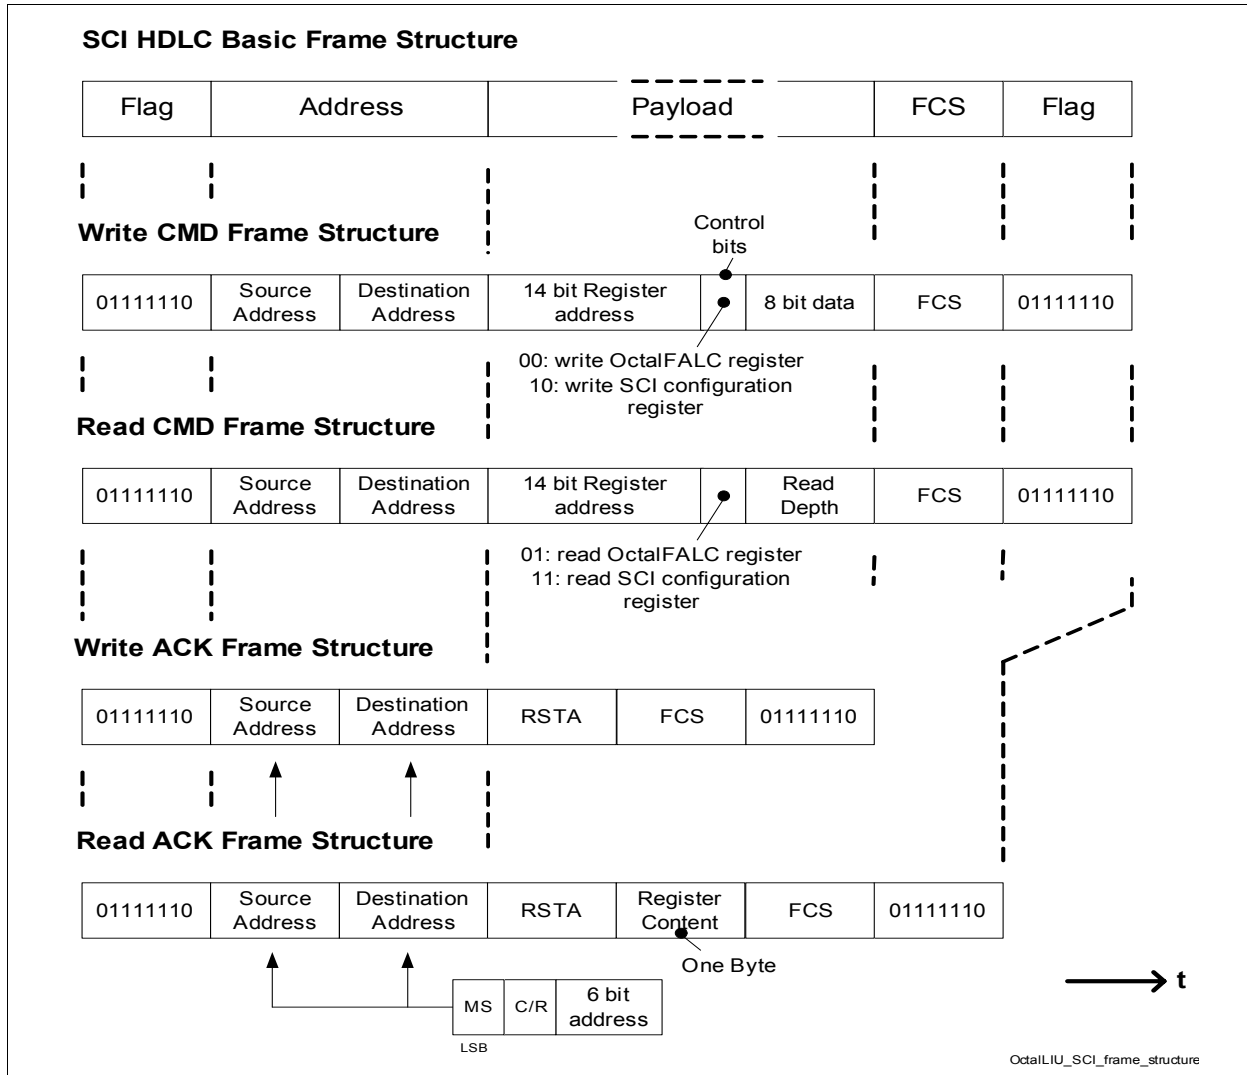 SCI HDLC Basic Frame Structure
Flag Address Payload FCS Flag
Control
bits
Write CMD Frame Structure
01111110 Source Address Destination Address 14 bit Register address 8 bit data FCS 01111110
00: write OctalFALC register
10: write SCI configuration
register
Read CMD Frame Structure
01111110 Source Address Destination Address 14 bit Register address Read Depth FCS 01111110
01: read OctalFALC register
11: read SCI configuration
register
Write ACK Frame Structure
01111110 Source Address Destination Address RSTA FCS 01111110
Read ACK Frame Structure
01111110 Source Address Destination Address RSTA Register Content FCS 01111110
One Byte
t
MS C/R 6 bit address
LSB
OctalLIU_SCI_frame_structure